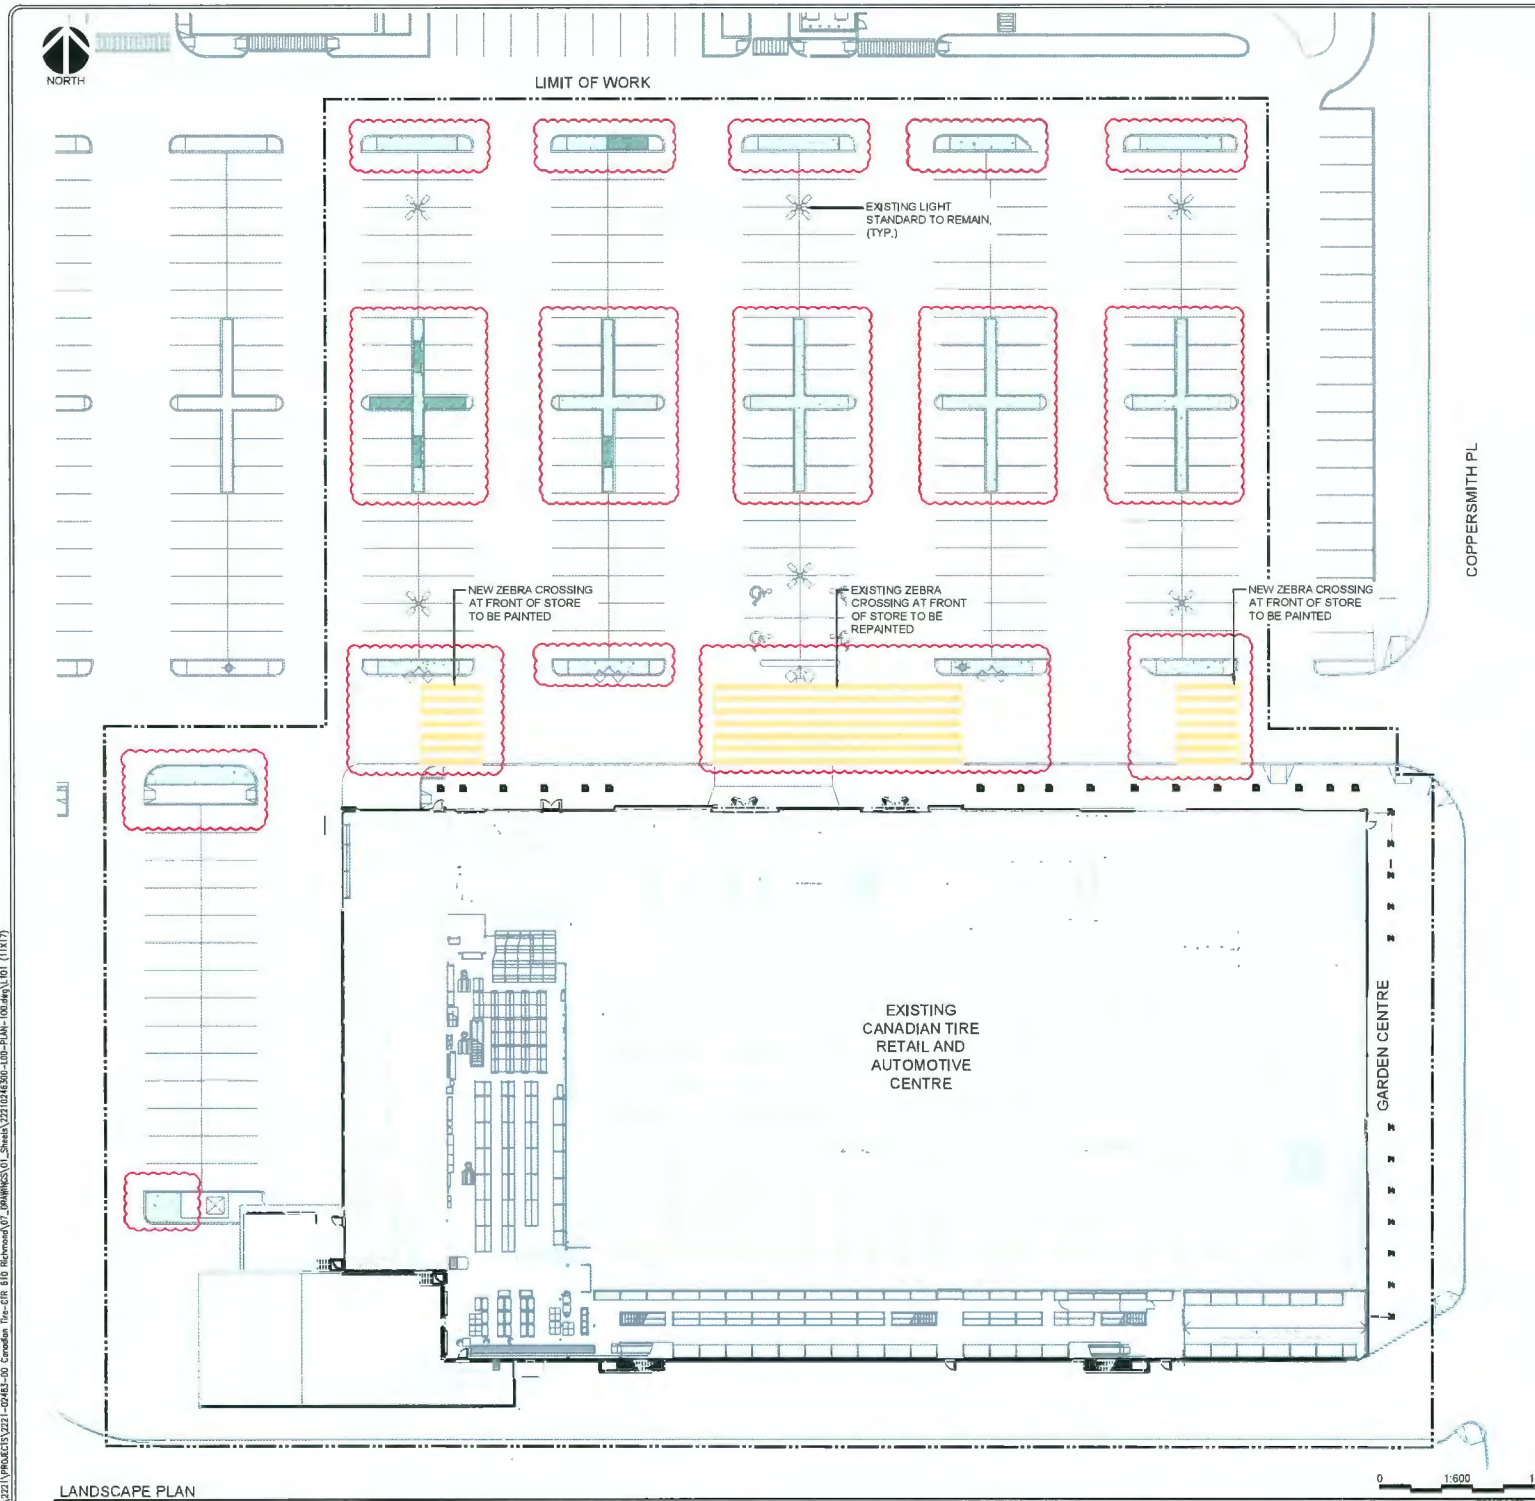 NORTH
LIMIT OF WORK
EXISTING LIGHT
STANDARD TO REMAIN,
(TYP.)
COPPERSMITH PL
NEW ZEBRA CROSSING
AT FRONT OF STORE
TO BE PAINTED
EXISTING ZEBRA
CROSSING AT FRONT
OF STORE TO BE
REPAINTED
NEW ZEBRA CROSSING
AT FRONT OF STORE
TO BE PAINTED
EXISTING
CANADIAN TIRE
RETAIL AND
AUTOMOTIVE
CENTRE
GARDEN CENTRE
LANDSCAPE PLAN
0 1:600